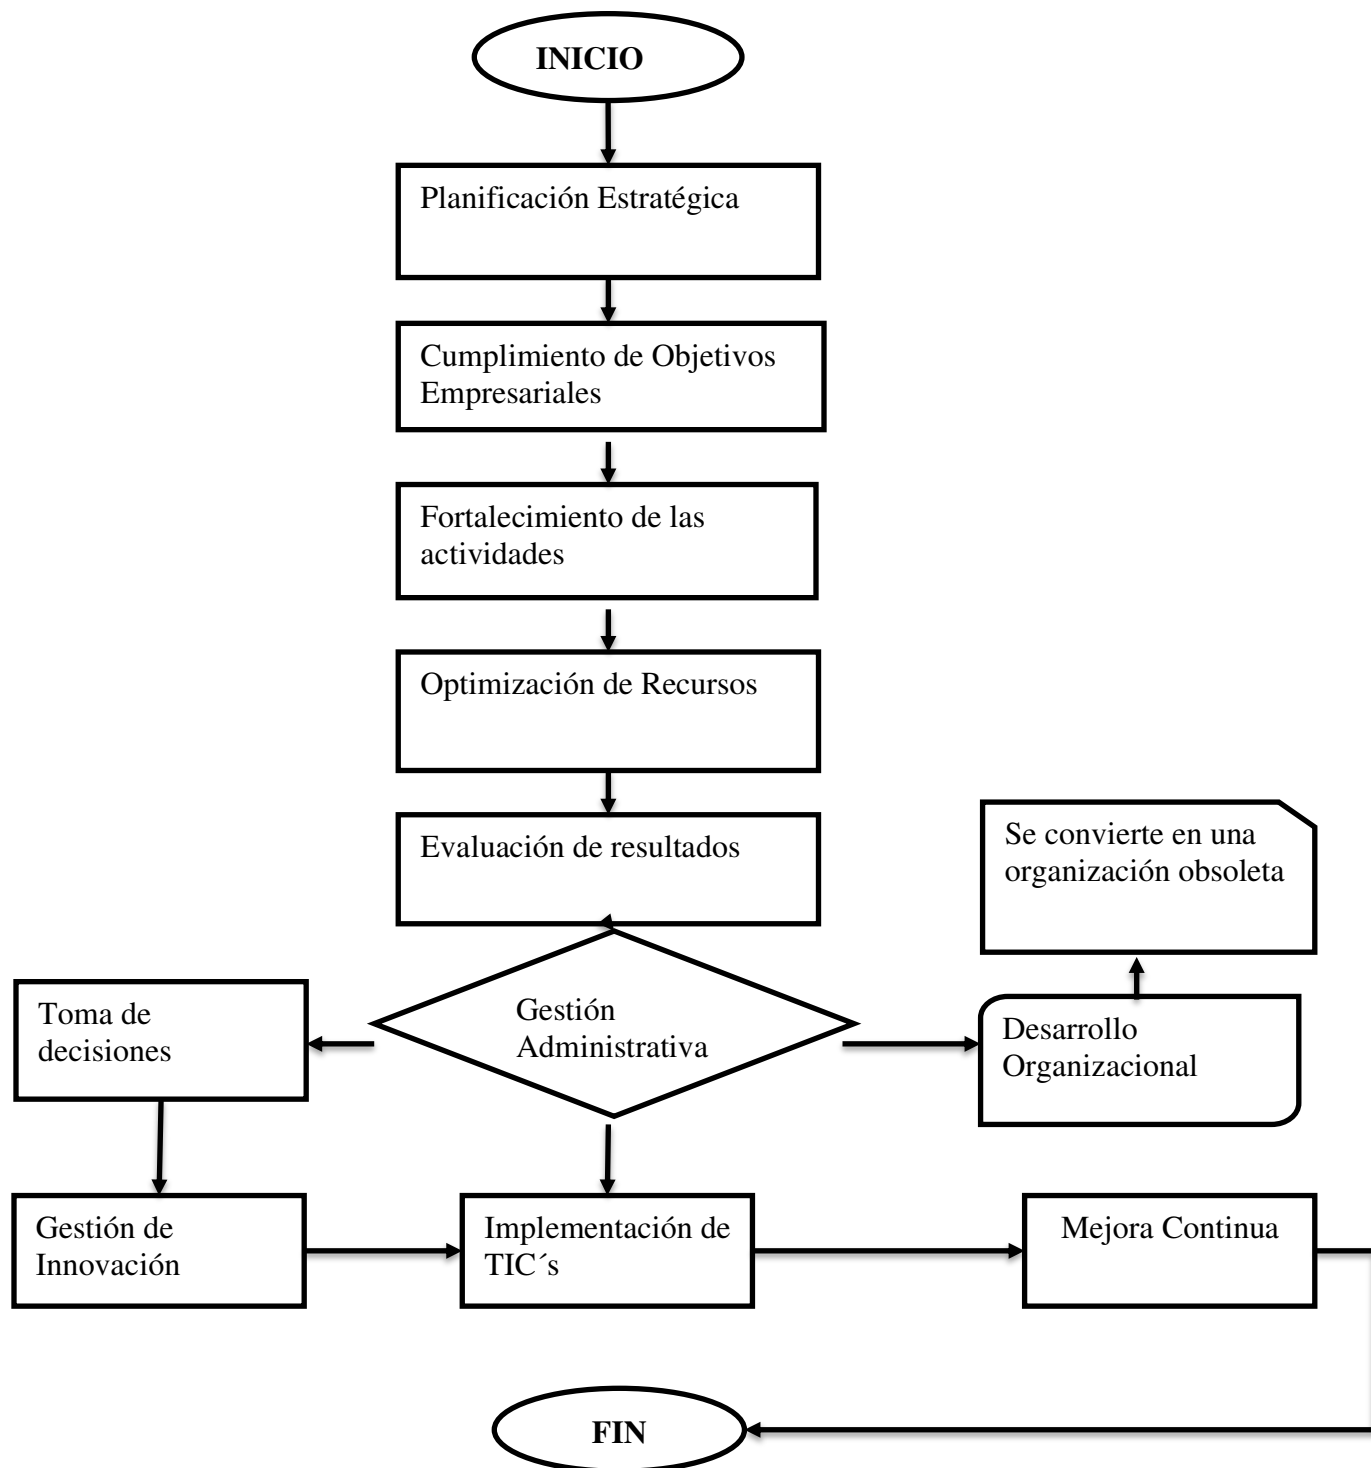 INICIO
Planificación Estratégica
Cumplimiento de Objetivos
Empresariales
Fortalecimiento de las
actividades
Optimización de Recursos
Evaluación de resultados
Se convierte en una
organización obsoleta
Toma de
decisiones
Gestión
Administrativa
Desarrollo
Organizacional
Gestión de
Innovación
Implementación de
TIC´s
Mejora Continua
FIN